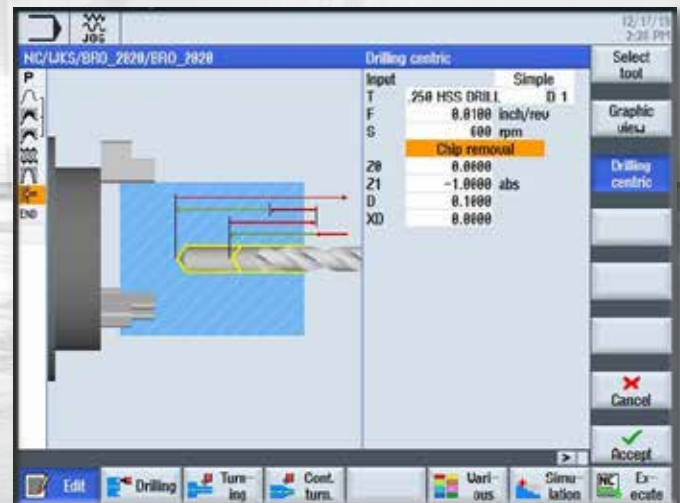 JOG
12/17/19
2:28 PM
NC/WKS/BRO_2020/BRO_2020
Drilling centric
Select tool
P
END
Input Simple
T .250 HSS DRILL D 1
F 0.0100 inch/rev
S 600 rpm
Chip removal
Z0 0.0000
Z1 -1.0000 abs
D 0.1000
XD 0.0000
Graphic view
Drilling centric
Cancel
Accept
>
Edit
Drilling
Turn-
ing
Cont.
turn.
Vari-
ous
Simu-
lation
NC
Ex-
ecute